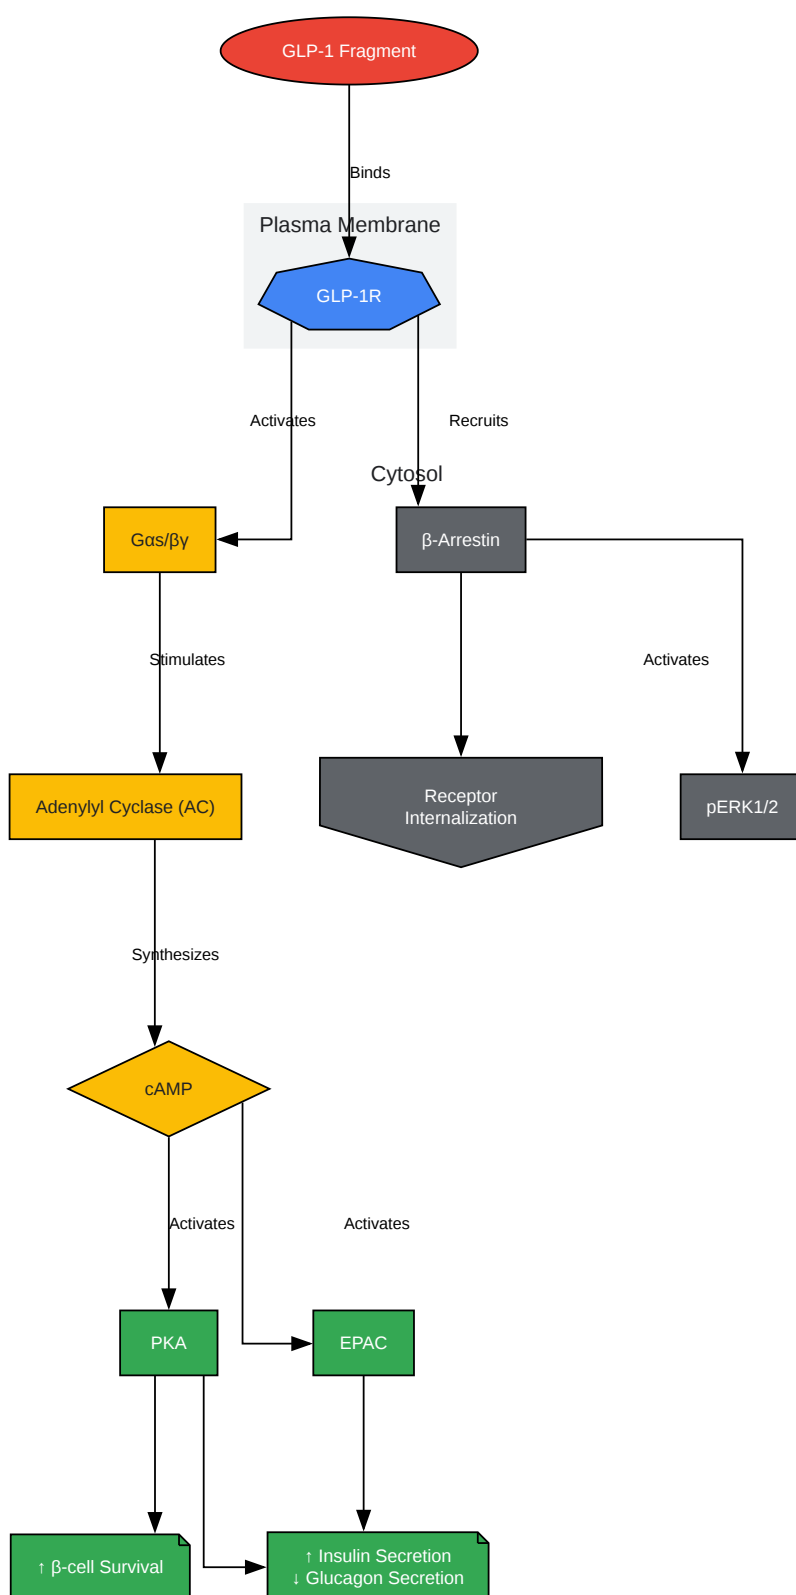 GLP-1 Fragment
Binds
Plasma Membrane
GLP-1R
Activates
Recruits
Cytosol
Gαs/βγ
β-Arrestin
Stimulates
Activates
Adenylyl Cyclase (AC)
Receptor
Internalization
pERK1/2
Synthesizes
cAMP
Activates
Activates
PKA
EPAC
↑ β-cell Survival
↑ Insulin Secretion
↓ Glucagon Secretion